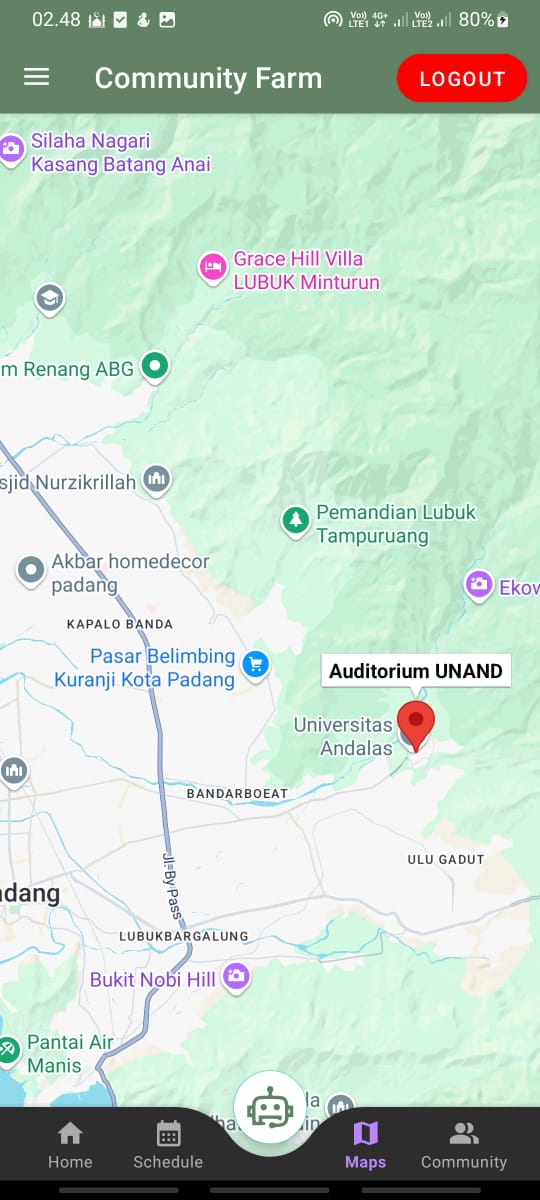 02.48
Vo)) LTE1 4G+ Vo)) LTE2 80%
Community Farm
LOGOUT
Silaha Nagari
Kasang Batang Anai
Grace Hill Villa
LUBUK Minturun
m Renang ABG
sjid Nurzikrillah
Pemandian Lubuk
Tampuruang
Akbar homedecor
padang
Ekow
KAPALO BANDA
Pasar Belimbing
Kuranji Kota Padang
Auditorium UNAND
Universitas
Andalas
BANDARBOEAT
ULU GADUT
Jl. By Pass
adang
LUBUKBARGALUNG
Bukit Nobi Hill
Pantai Air
Manis
Home
Schedule
Maps
Community